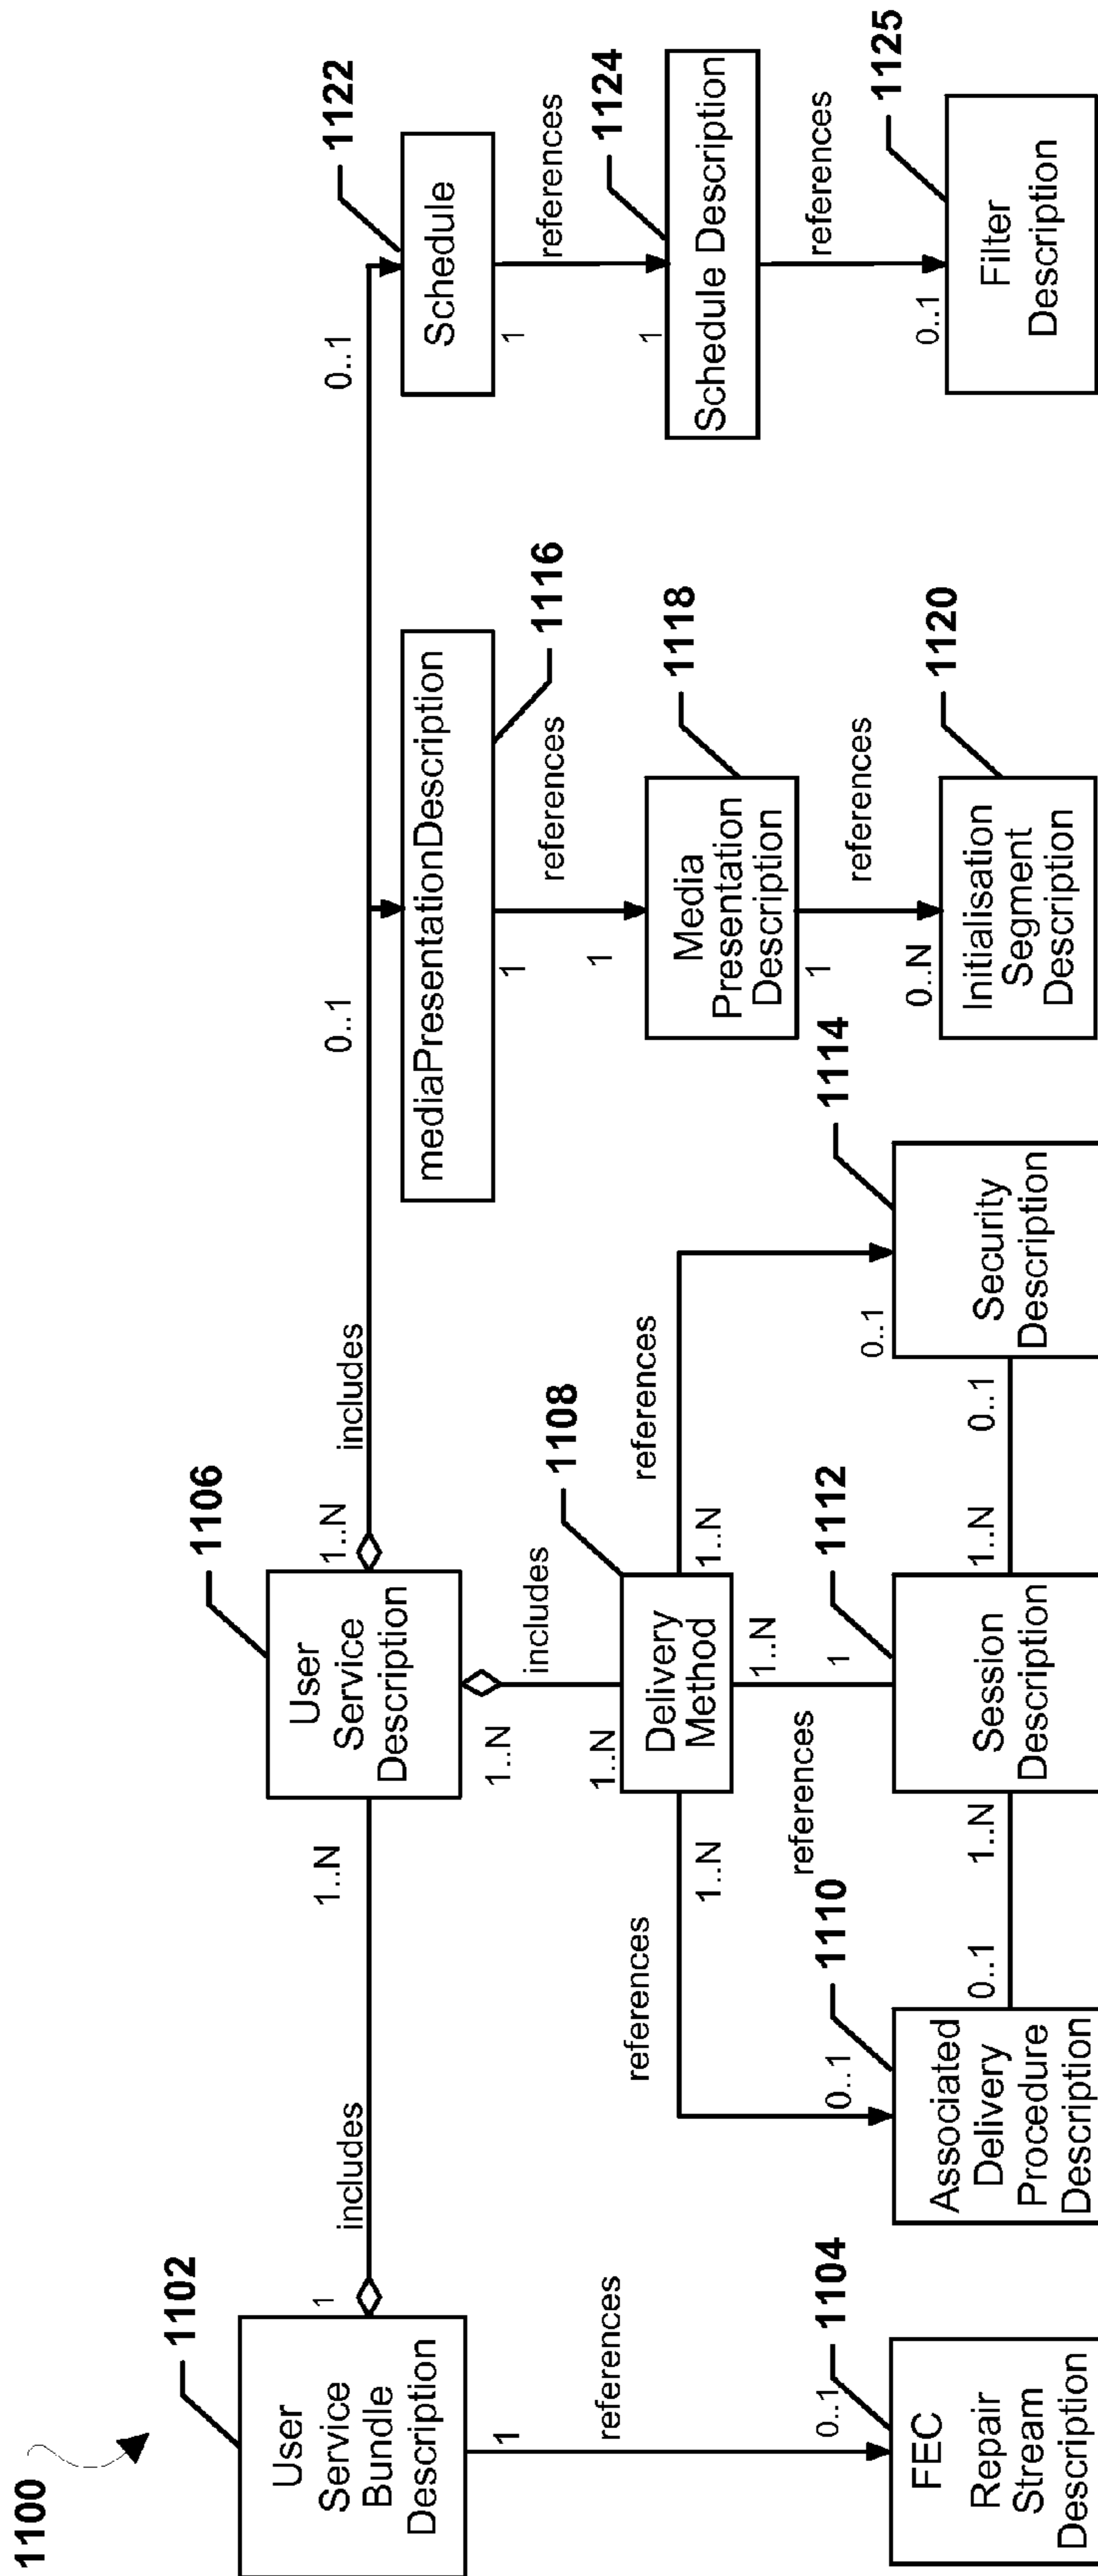 1100
1102
User
Service
Bundle
Description
1
includes
1..N
1106
User
Service
Description
1..N
includes
0..1
0..1
1122
Schedule
mediaPresentationDescription
1116
1
references
1
1
references
1
1124
Schedule Description
references
0..1
1125
Filter
Description
1118
Media
Presentation
Description
1
references
0..N
1120
Initialisation
Segment
Description
1..N
includes
1..N
1108
Delivery
Method
1..N
references
0..1
1110
Associated
Delivery
Procedure
Description
1..N
references
1
1112
Session
Description
1..N
references
0..1
1114
Security
Description
0..1
1..N
1..N
0..1
1
references
0..1
1104
FEC
Repair
Stream
Description